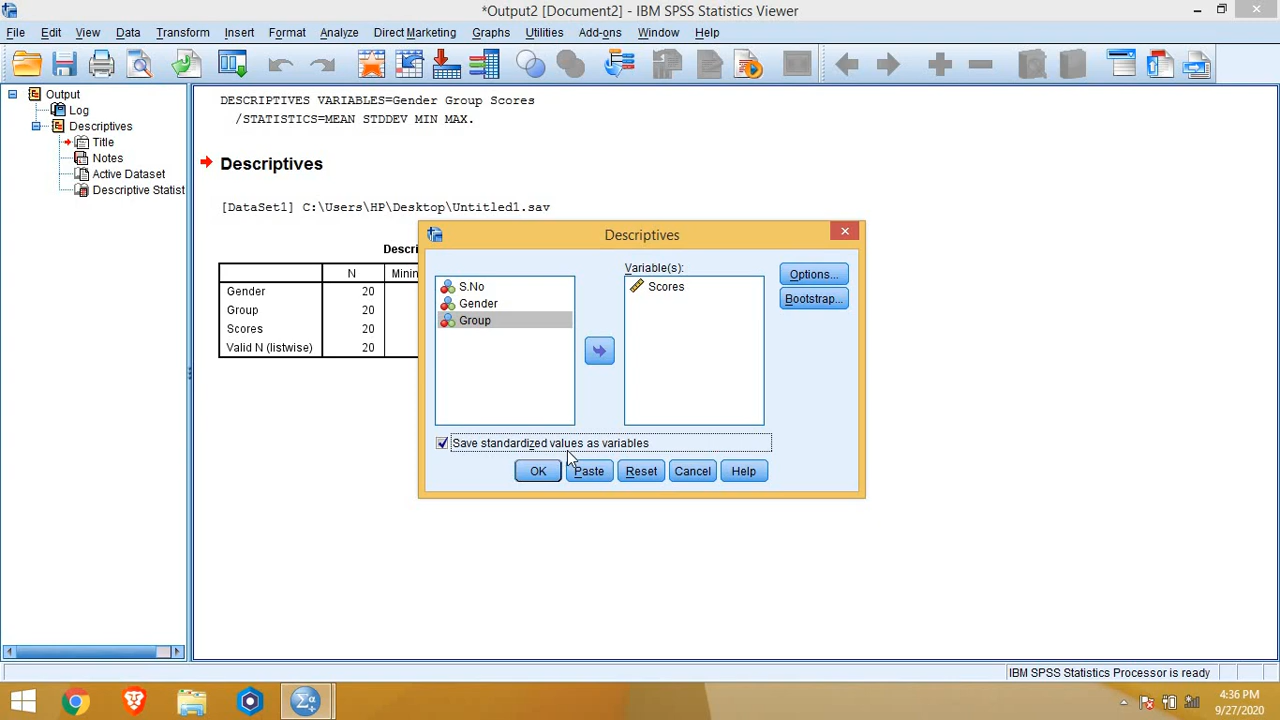 *Output2 [Document2] - IBM SPSS Statistics Viewer
File Edit View Data Transform Insert Format Analyze Direct Marketing Graphs Utilities Add-ons Window Help
Output
Log
Descriptives
Title
Notes
Active Dataset
Descriptive Statist
DESCRIPTIVES VARIABLES=Gender Group Scores
/STATISTICS=MEAN STDDEV MIN MAX.
Descriptives
[DataSet1] C:\Users\HP\Desktop\Untitled1.sav
Descri
N Minin
Gender 20
Group 20
Scores 20
Valid N (listwise) 20
Descriptives
Variable(s):
S.No
Gender
Group
Scores
Options...
Bootstrap...
Save standardized values as variables
OK Paste Reset Cancel Help
IBM SPSS Statistics Processor is ready
4:36 PM
9/27/2020